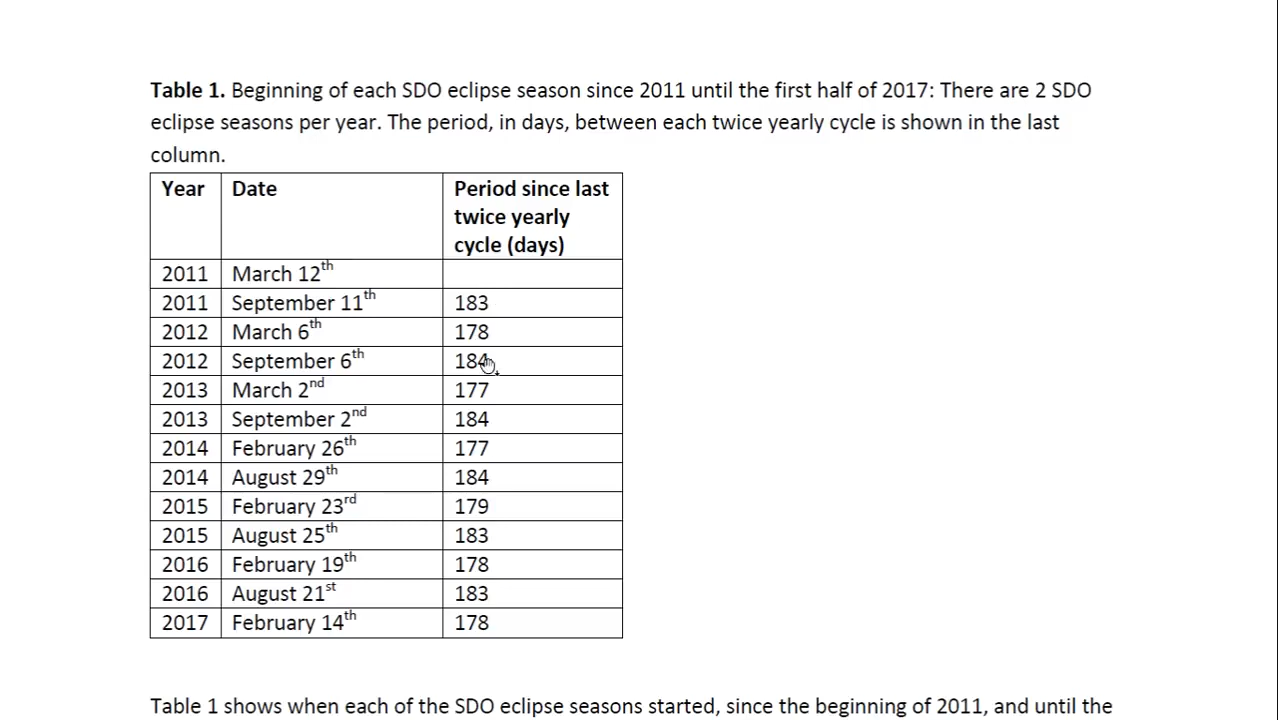 Table 1. Beginning of each SDO eclipse season since 2011 until the first half of 2017: There are 2 SDO
eclipse seasons per year. The period, in days, between each twice yearly cycle is shown in the last
column.
Year Date Period since last
twice yearly
cycle (days)
2011 March 12th
2011 September 11th 183
2012 March 6th 178
2012 September 6th 184
2013 March 2nd 177
2013 September 2nd 184
2014 February 26th 177
2014 August 29th 184
2015 February 23rd 179
2015 August 25th 183
2016 February 19th 178
2016 August 21st 183
2017 February 14th 178
Table 1 shows when each of the SDO eclipse seasons started, since the beginning of 2011, and until the